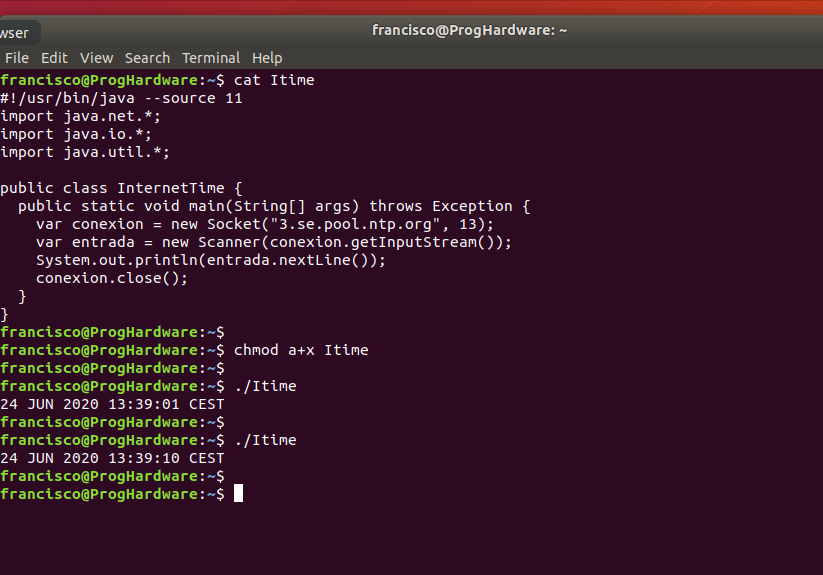 wser
francisco@ProgHardware: ~
File Edit View Search Terminal Help
francisco@ProgHardware:~$ cat Itime
#!/usr/bin/java --source 11
import java.net.*;
import java.io.*;
import java.util.*;

public class InternetTime {
  public static void main(String[] args) throws Exception {
    var conexion = new Socket("3.se.pool.ntp.org", 13);
    var entrada = new Scanner(conexion.getInputStream());
    System.out.println(entrada.nextLine());
    conexion.close();
  }
}
francisco@ProgHardware:~$
francisco@ProgHardware:~$ chmod a+x Itime
francisco@ProgHardware:~$
francisco@ProgHardware:~$ ./Itime
24 JUN 2020 13:39:01 CEST
francisco@ProgHardware:~$
francisco@ProgHardware:~$ ./Itime
24 JUN 2020 13:39:10 CEST
francisco@ProgHardware:~$
francisco@ProgHardware:~$